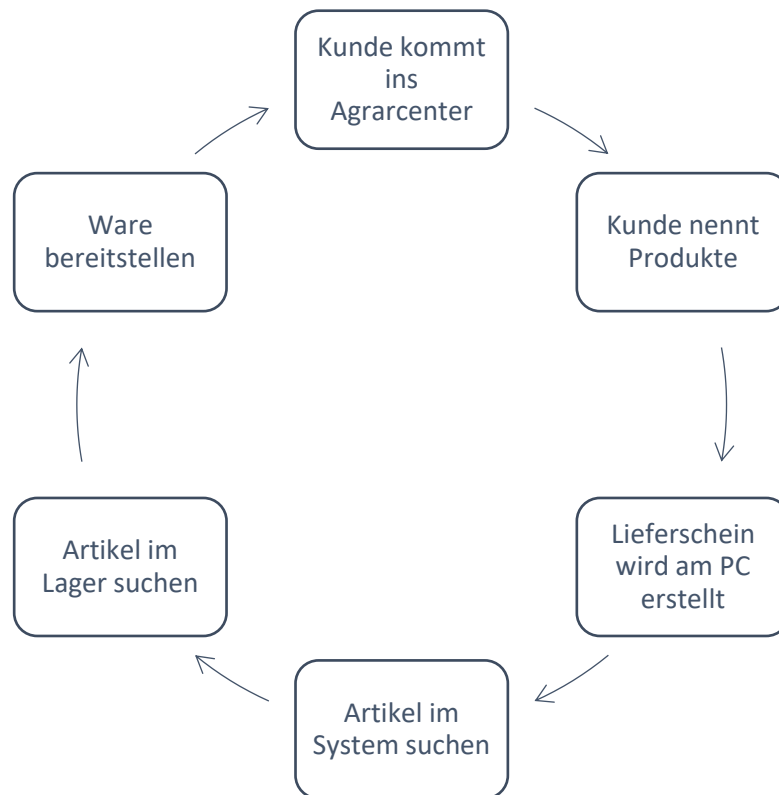 Kunde kommt
ins
Agrarcenter
Kunde nennt
Produkte
Lieferschein
wird am PC
erstellt
Artikel im
System suchen
Artikel im
Lager suchen
Ware
bereitstellen